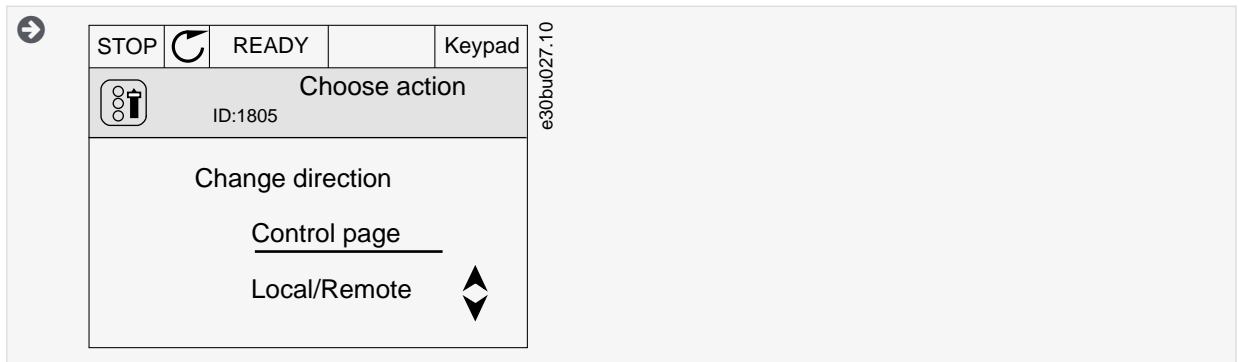 STOP READY Keypad
Choose action
ID:1805
Change direction
Control page
Local/Remote
e30bu027.10